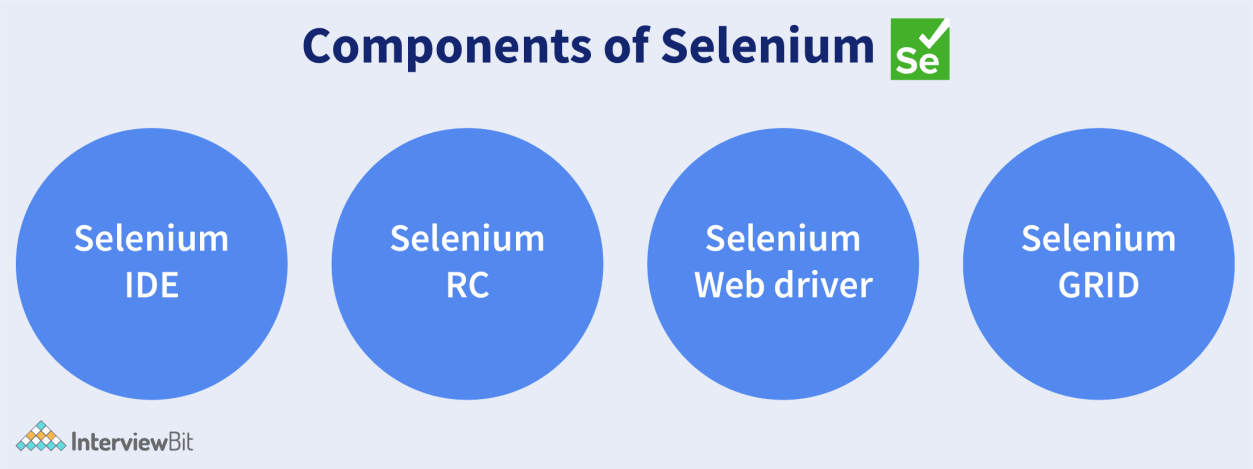 Components of Selenium
Se
Selenium
IDE
Selenium
RC
Selenium
Web driver
Selenium
GRID
InterviewBit